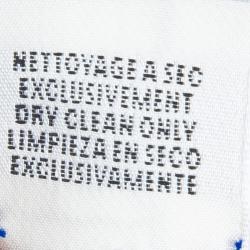 NETTOYAGE A SEC
EXCLUSIVEMENT
DRY CLEAN ONLY
LIMPIEZA EN SECO
EXCLUSIVAMENTE